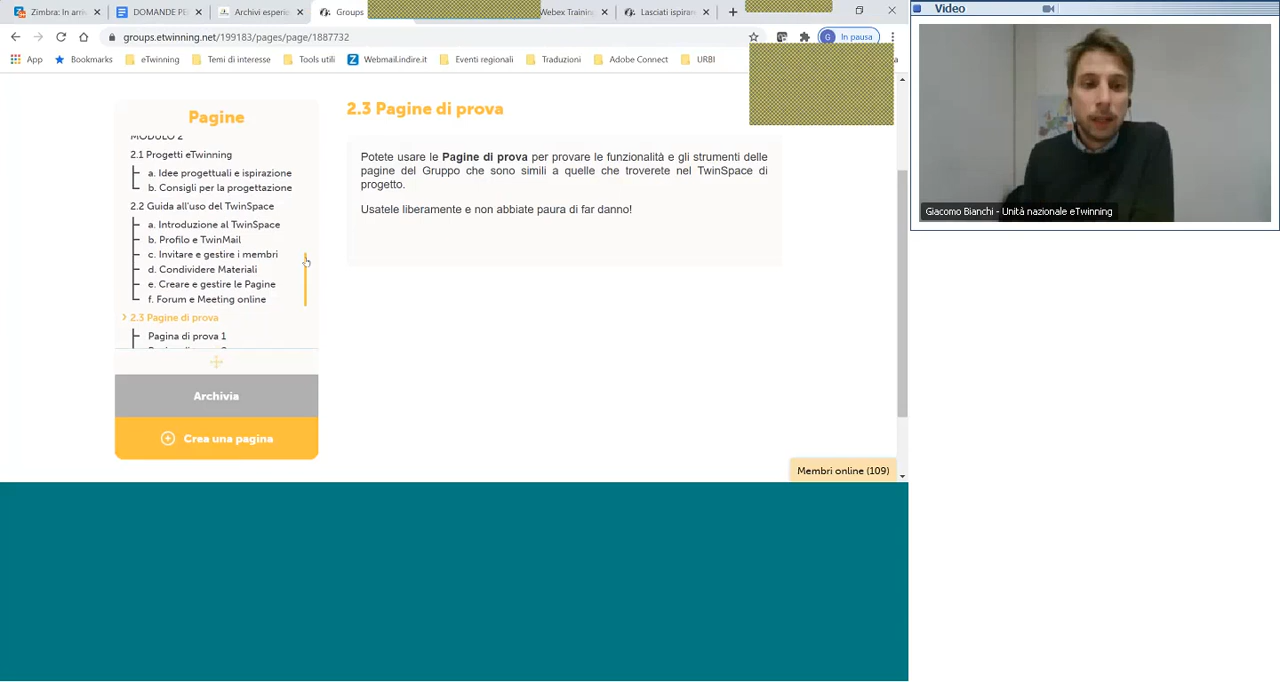 Zimbra: In arri
DOMANDE PE
Archivi esperie
Groups
Webex Training
Lasciati ispirare
groups.etwinning.net/199183/pages/page/1887732
G
In pausa
App
Bookmarks
eTwinning
Temi di interesse
Tools utili
Webmail.indire.it
Eventi regionali
Traduzioni
Adobe Connect
URBI
Pagine
MODULO 2
2.1 Progetti eTwinning
a. Idee progettuali e ispirazione
b. Consigli per la progettazione
2.2 Guida all'uso del TwinSpace
a. Introduzione al TwinSpace
b. Profilo e TwinMail
c. Invitare e gestire i membri
d. Condividere Materiali
e. Creare e gestire le Pagine
f. Forum e Meeting online
2.3 Pagine di prova
Pagina di prova 1
Archivia
Crea una pagina
2.3 Pagine di prova
Potete usare le Pagine di prova per provare le funzionalità e gli strumenti delle
pagine del Gruppo che sono simili a quelle che troverete nel TwinSpace di
progetto.
Usatele liberamente e non abbiate paura di far danno!
Membri online (109)
Video
Giacomo Bianchi - Unità nazionale eTwinning